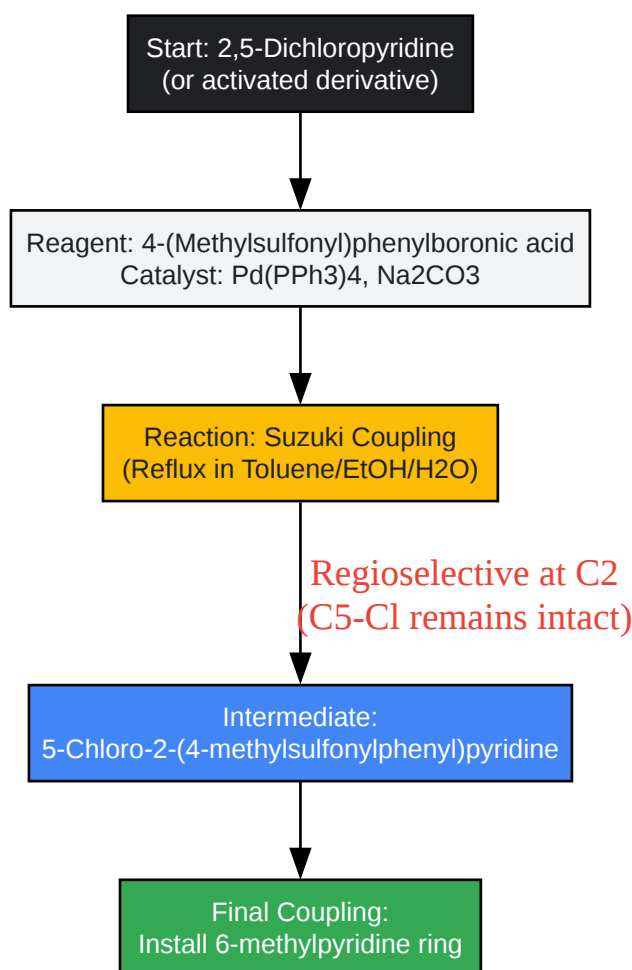 Start: 2,5-Dichloropyridine
(or activated derivative)
Reagent: 4-(Methylsulfonyl)phenylboronic acid
Catalyst: Pd(PPh3)4, Na2CO3
Reaction: Suzuki Coupling
(Reflux in Toluene/EtOH/H2O)
Regioselective at C2
(C5-Cl remains intact)
Intermediate:
5-Chloro-2-(4-methylsulfonylphenyl)pyridine
Final Coupling:
Install 6-methylpyridine ring